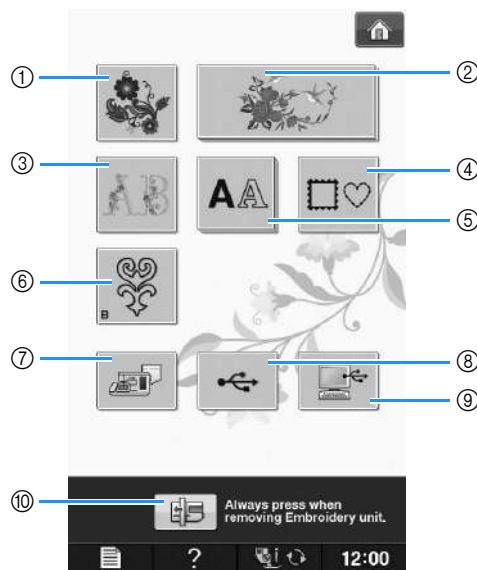 ①
②
③
AB
④
AA
⑤
⑥
B
⑦
⑧
⑨
⑩
Always press when
removing Embroidery unit.
?
12:00